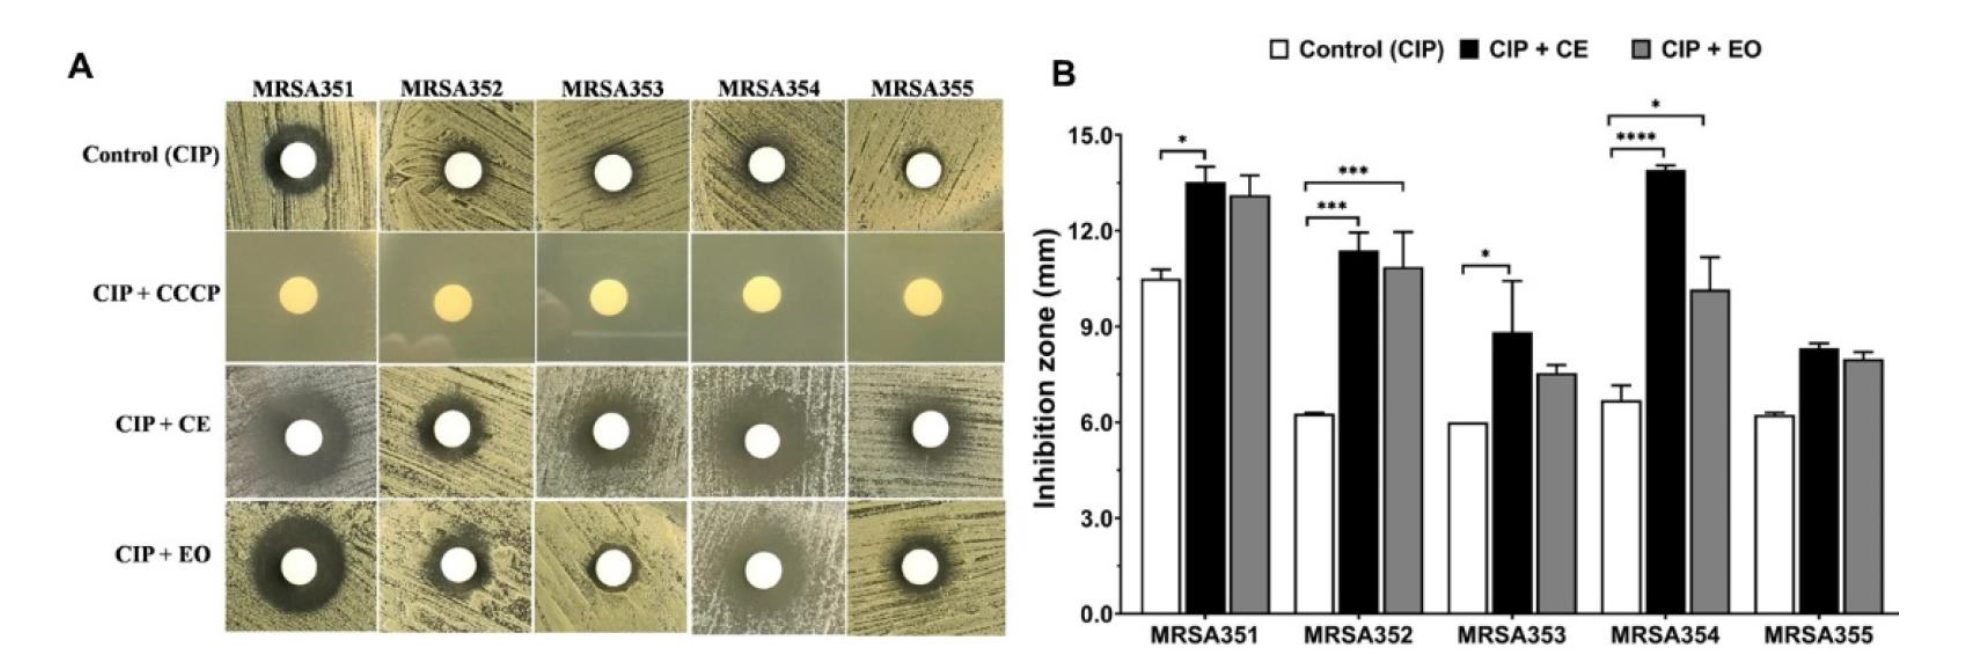 A
MRSA351 MRSA352 MRSA353 MRSA354 MRSA355
Control (CIP)
CIP + CCCP
CIP + CE
CIP + EO
B
Control (CIP) CIP + CE CIP + EO
Inhibition zone (mm)
15.0
12.0
9.0
6.0
3.0
0.0
* *** *** * * ****
MRSA351 MRSA352 MRSA353 MRSA354 MRSA355